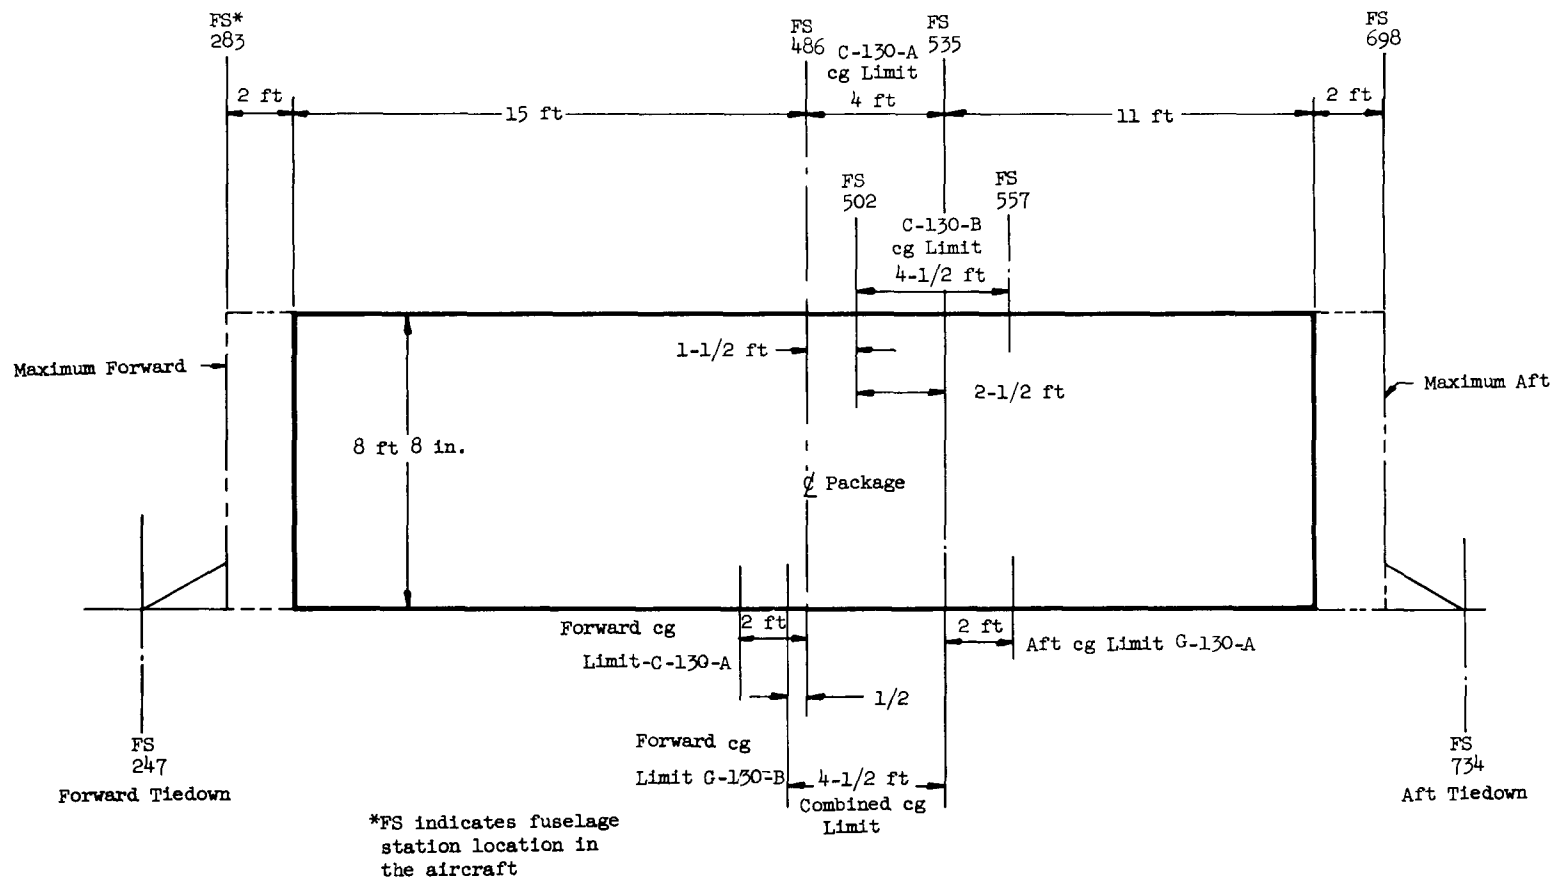 FS*
283
FS
486
C-130-A
cg Limit
FS
535
FS
698
2 ft
15 ft
4 ft
11 ft
2 ft
FS
502
FS
557
C-130-B
cg Limit
4-1/2 ft
1-1/2 ft
2-1/2 ft
Maximum Forward
Maximum Aft
8 ft 8 in.
℄ Package
Forward cg
Limit-C-130-A
2 ft
2 ft
Aft cg Limit G-130-A
1/2
Forward cg
Limit G-130-B
4-1/2 ft
Combined cg
Limit
FS
247
Forward Tiedown
FS
734
Aft Tiedown
*FS indicates fuselage
station location in
the aircraft